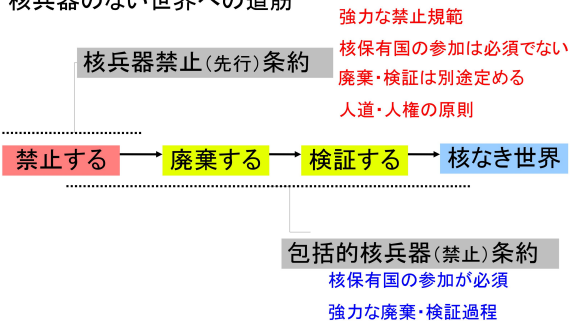 核兵器のない世界への道筋
強力な禁止規範
核保有国の参加は必須でない
核兵器禁止（先行）条約
廃棄・検証は別途定める
人道・人権の原則
禁止する
廃棄する
検証する
核なき世界
包括的核兵器（禁止）条約
核保有国の参加が必須
強力な廃棄・検証過程